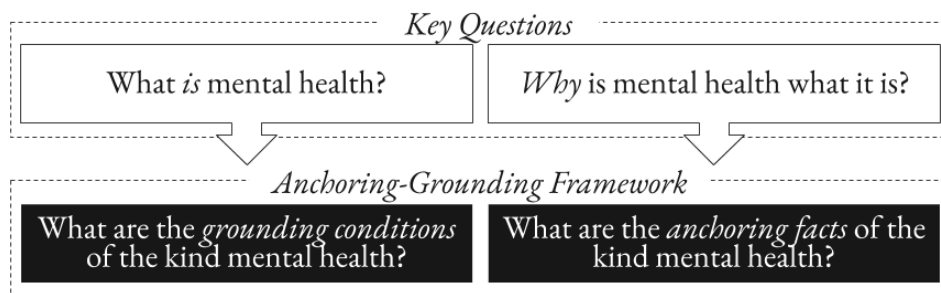 Key Questions
What is mental health?
Why is mental health what it is?
Anchoring-Grounding Framework
What are the grounding conditions
of the kind mental health?
What are the anchoring facts of the
kind mental health?